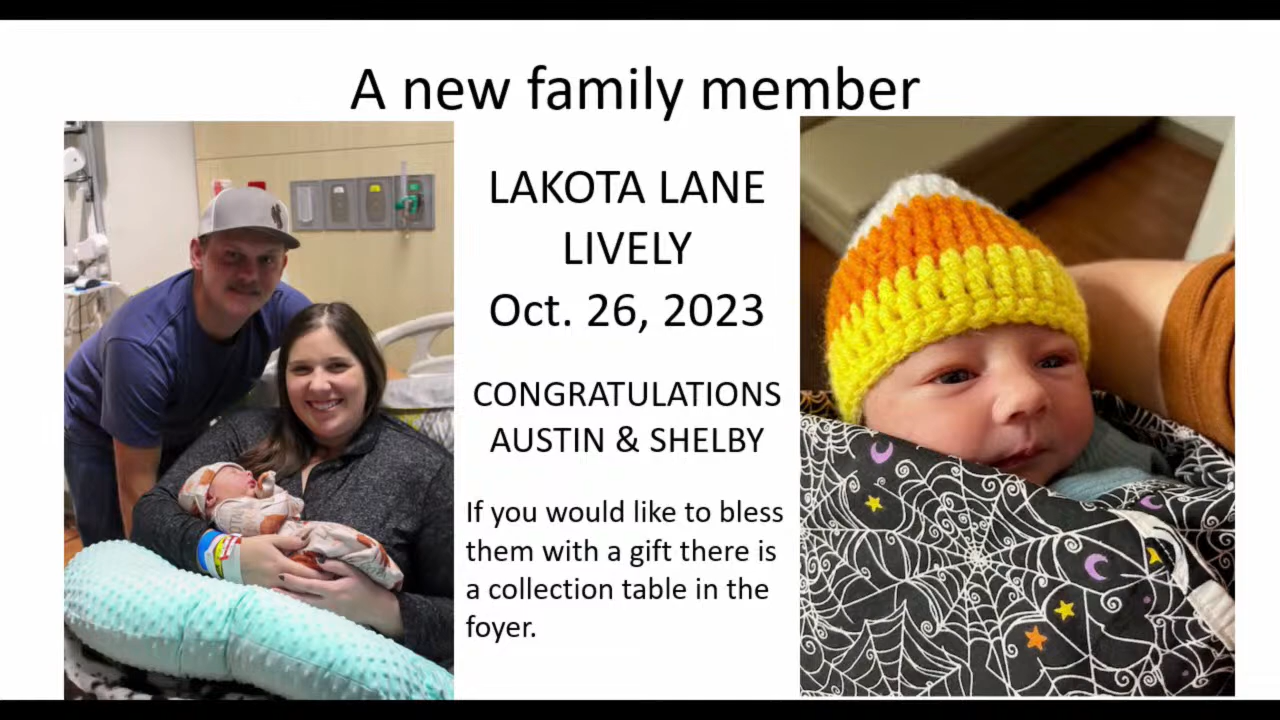 A new family member
LAKOTA LANE
LIVELY
Oct. 26, 2023
CONGRATULATIONS
AUSTIN & SHELBY
If you would like to bless
them with a gift there is
a collection table in the
foyer.